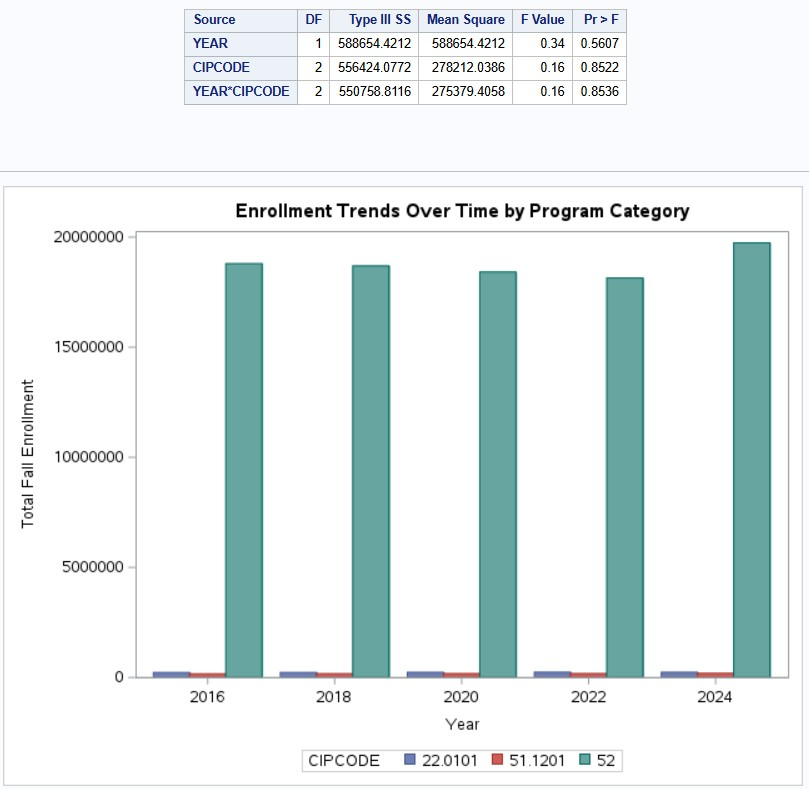 Source DF Type III SS Mean Square F Value Pr > F
YEAR 1 588654.4212 588654.4212 0.34 0.5607
CIPCODE 2 556424.0772 278212.0386 0.16 0.8522
YEAR*CIPCODE 2 550758.8116 275379.4058 0.16 0.8536
Enrollment Trends Over Time by Program Category
20000000
15000000
10000000
5000000
0
Total Fall Enrollment
2016 2018 2020 2022 2024
Year
CIPCODE 22.0101 51.1201 52